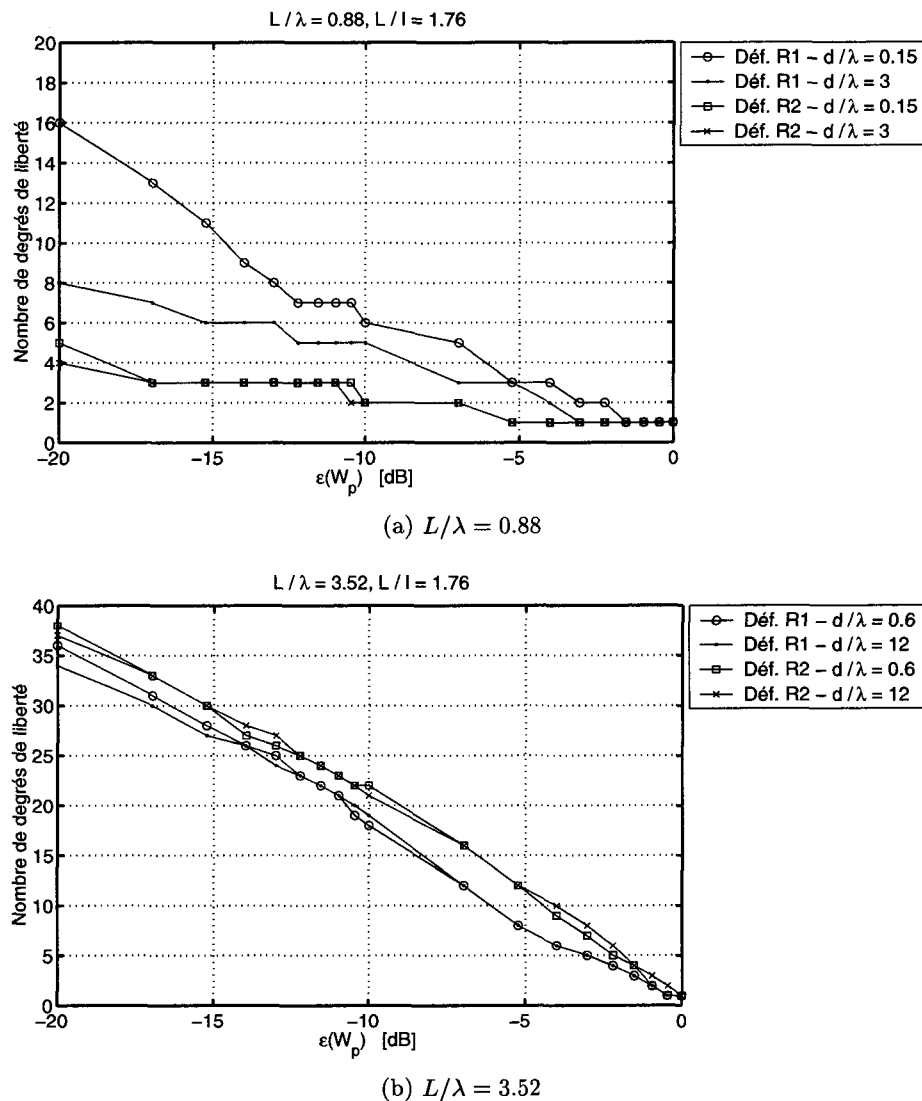 L / λ = 0.88, L / l = 1.76
Nombre de degrés de liberté
20
18
16
14
12
10
8
6
4
2
0
−20
−15
−10
−5
0
ε(W_p) [dB]
Déf. R1 − d / λ = 0.15
Déf. R1 − d / λ = 3
Déf. R2 − d / λ = 0.15
Déf. R2 − d / λ = 3
(a) L/λ = 0.88
L / λ = 3.52, L / l = 1.76
Nombre de degrés de liberté
40
35
30
25
20
15
10
5
0
−20
−15
−10
−5
0
ε(W_p) [dB]
Déf. R1 − d / λ = 0.6
Déf. R1 − d / λ = 12
Déf. R2 − d / λ = 0.6
Déf. R2 − d / λ = 12
(b) L/λ = 3.52